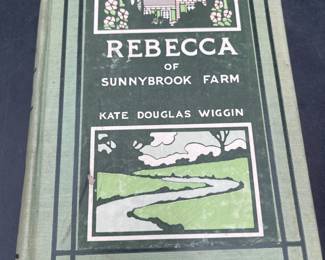 REBECCA
OF
SUNNYBROOK FARM
KATE DOUGLAS WIGGIN